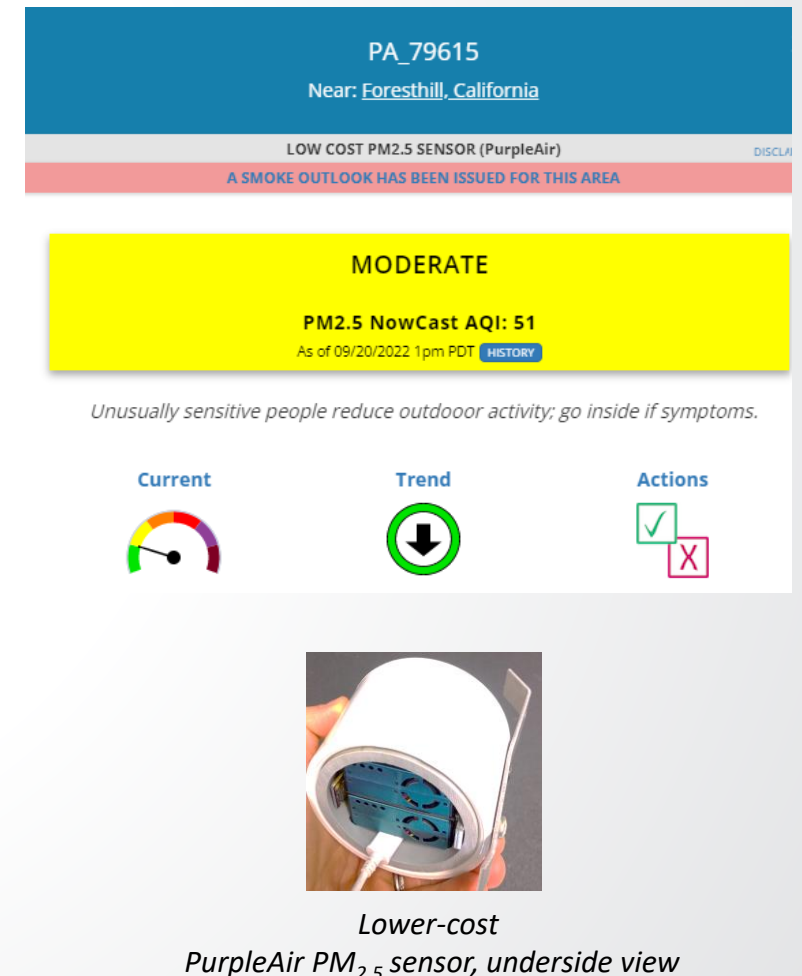 PA_79615
Near: Foresthill, California
LOW COST PM2.5 SENSOR (PurpleAir)
A SMOKE OUTLOOK HAS BEEN ISSUED FOR THIS AREA
MODERATE
PM2.5 NowCast AQI: 51
As of 09/20/2022 1pm PDT HISTORY
Unusually sensitive people reduce outdooor activity; go inside if symptoms.
Current Trend Actions
X
Lower-cost
PurpleAir PM2.5 sensor, underside view